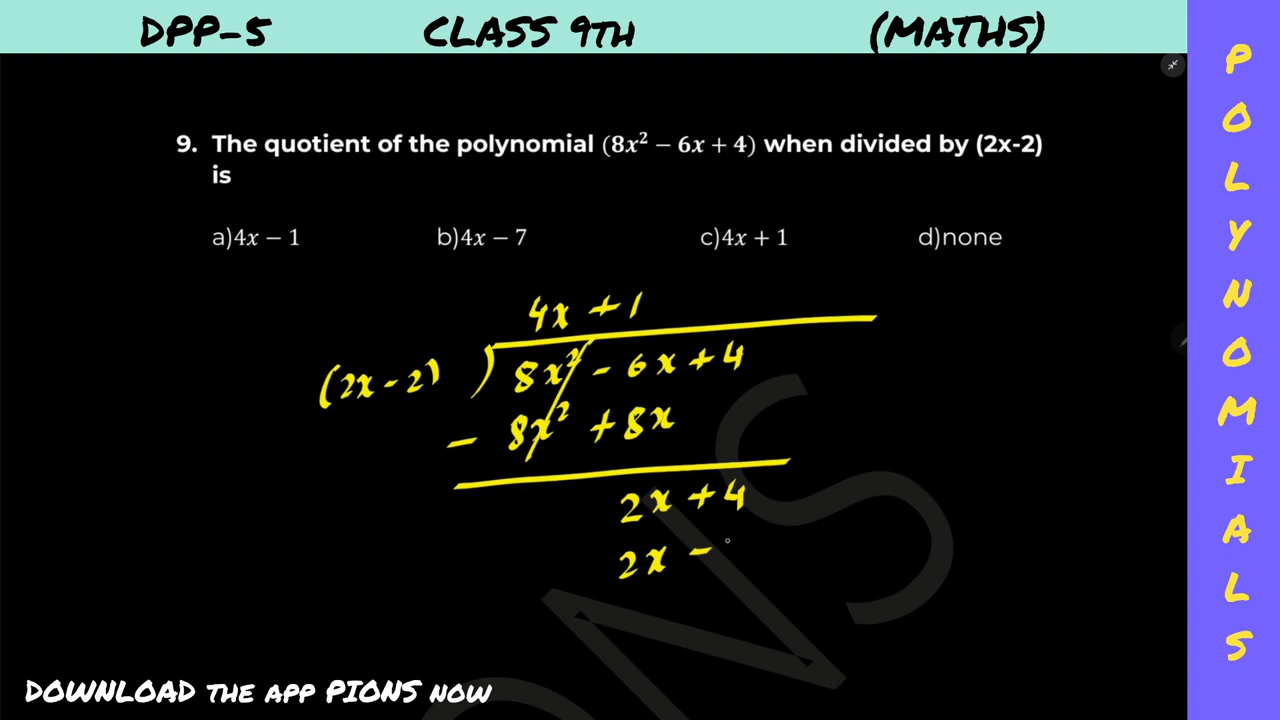 DPP-5 CLASS 9TH (MATHS)
POLYNOMIALS
9. The quotient of the polynomial (8x² − 6x + 4) when divided by (2x-2)
is
a)4x − 1 b)4x − 7 c)4x + 1 d)none
4x + 1
(2x - 2) ) 8x² - 6x + 4
- 8x² + 8x
2x + 4
2x -
ONS
DOWNLOAD THE APP PIONS NOW